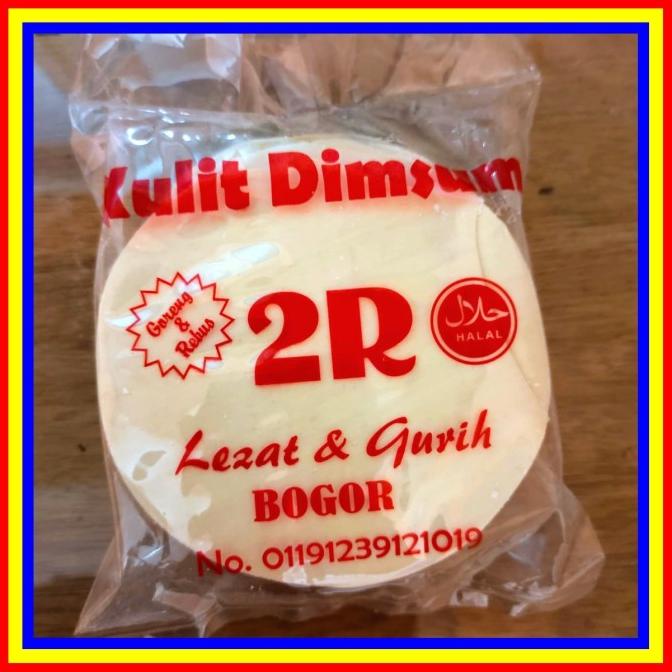 Kulit Dimsum
Goreng
&
Rebus
2R
حلال
HALAL
Lezat & Gurih
BOGOR
No. 01191239121019